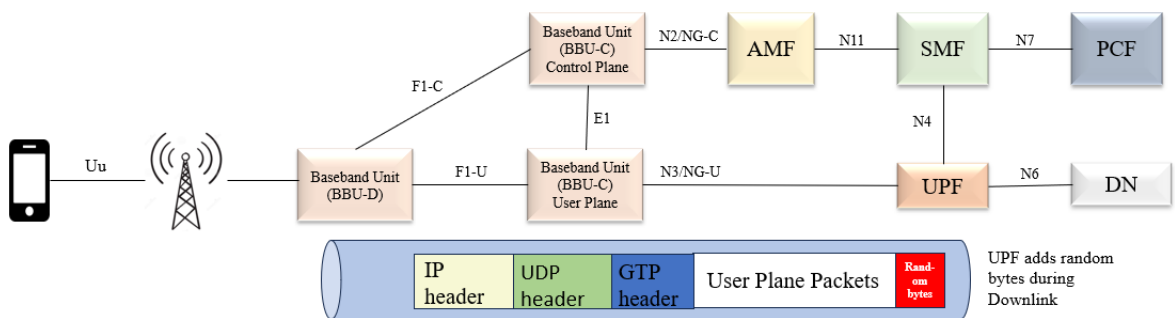 Uu
Baseband Unit
(BBU-D)
F1-C
F1-U
Baseband Unit
(BBU-C)
Control Plane
E1
Baseband Unit
(BBU-C)
User Plane
N2/NG-C
AMF
N11
SMF
N7
PCF
N4
N3/NG-U
UPF
N6
DN
IP
header
UDP
header
GTP
header
User Plane Packets
Rand-
om
bytes
UPF adds random
bytes during
Downlink